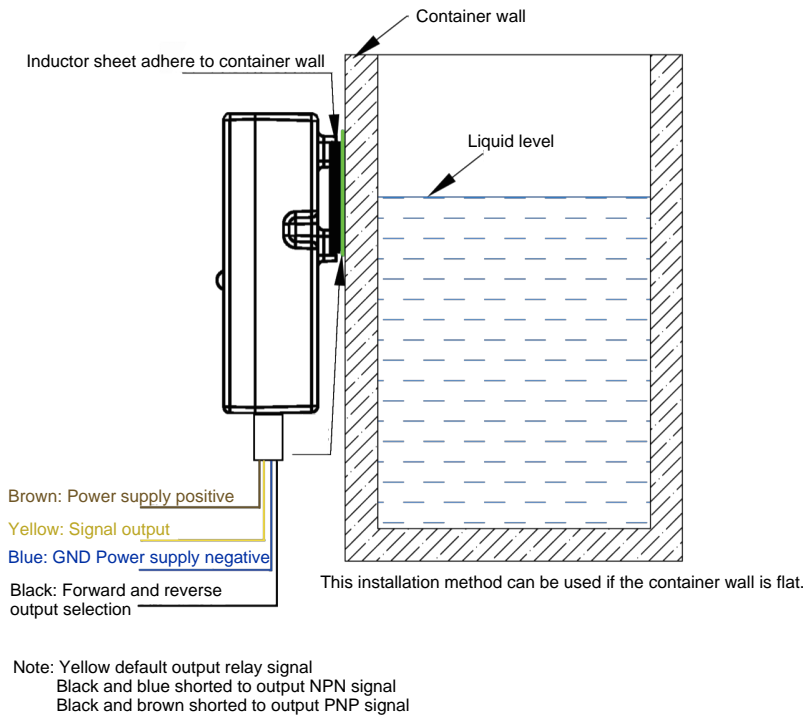 Container wall
Inductor sheet adhere to container wall
Liquid level
Brown: Power supply positive
Yellow: Signal output
Blue: GND Power supply negative
Black: Forward and reverse
output selection
This installation method can be used if the container wall is flat.
Note: Yellow default output relay signal
Black and blue shorted to output NPN signal
Black and brown shorted to output PNP signal